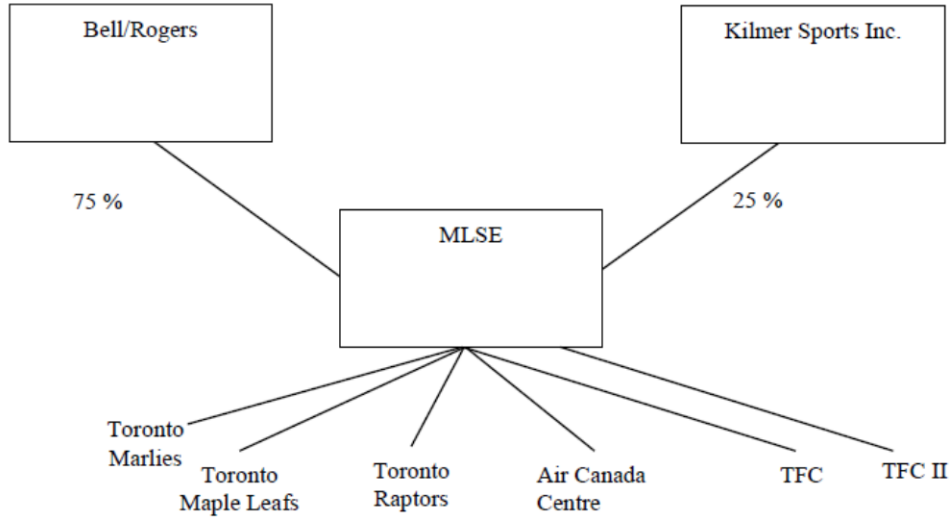 Bell/Rogers
Kilmer Sports Inc.
75 %
25 %
MLSE
Toronto
Marlies
Toronto
Maple Leafs
Toronto
Raptors
Air Canada
Centre
TFC
TFC II